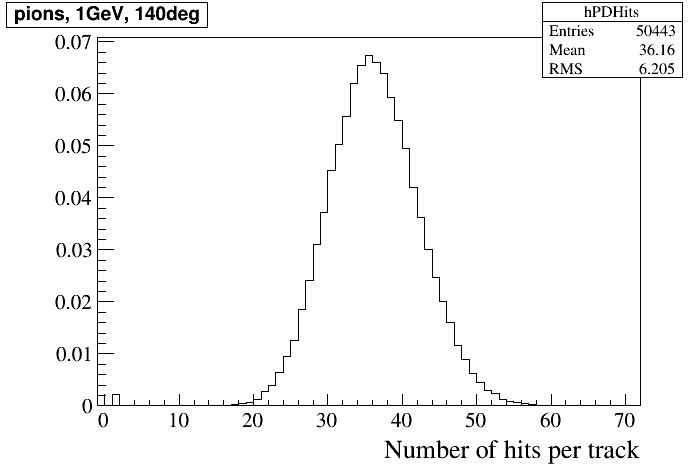 pions, 1GeV, 140deg
hPDHits
Entries 50443
Mean 36.16
RMS 6.205
0.07
0.06
0.05
0.04
0.03
0.02
0.01
0
0 10 20 30 40 50 60 70
Number of hits per track